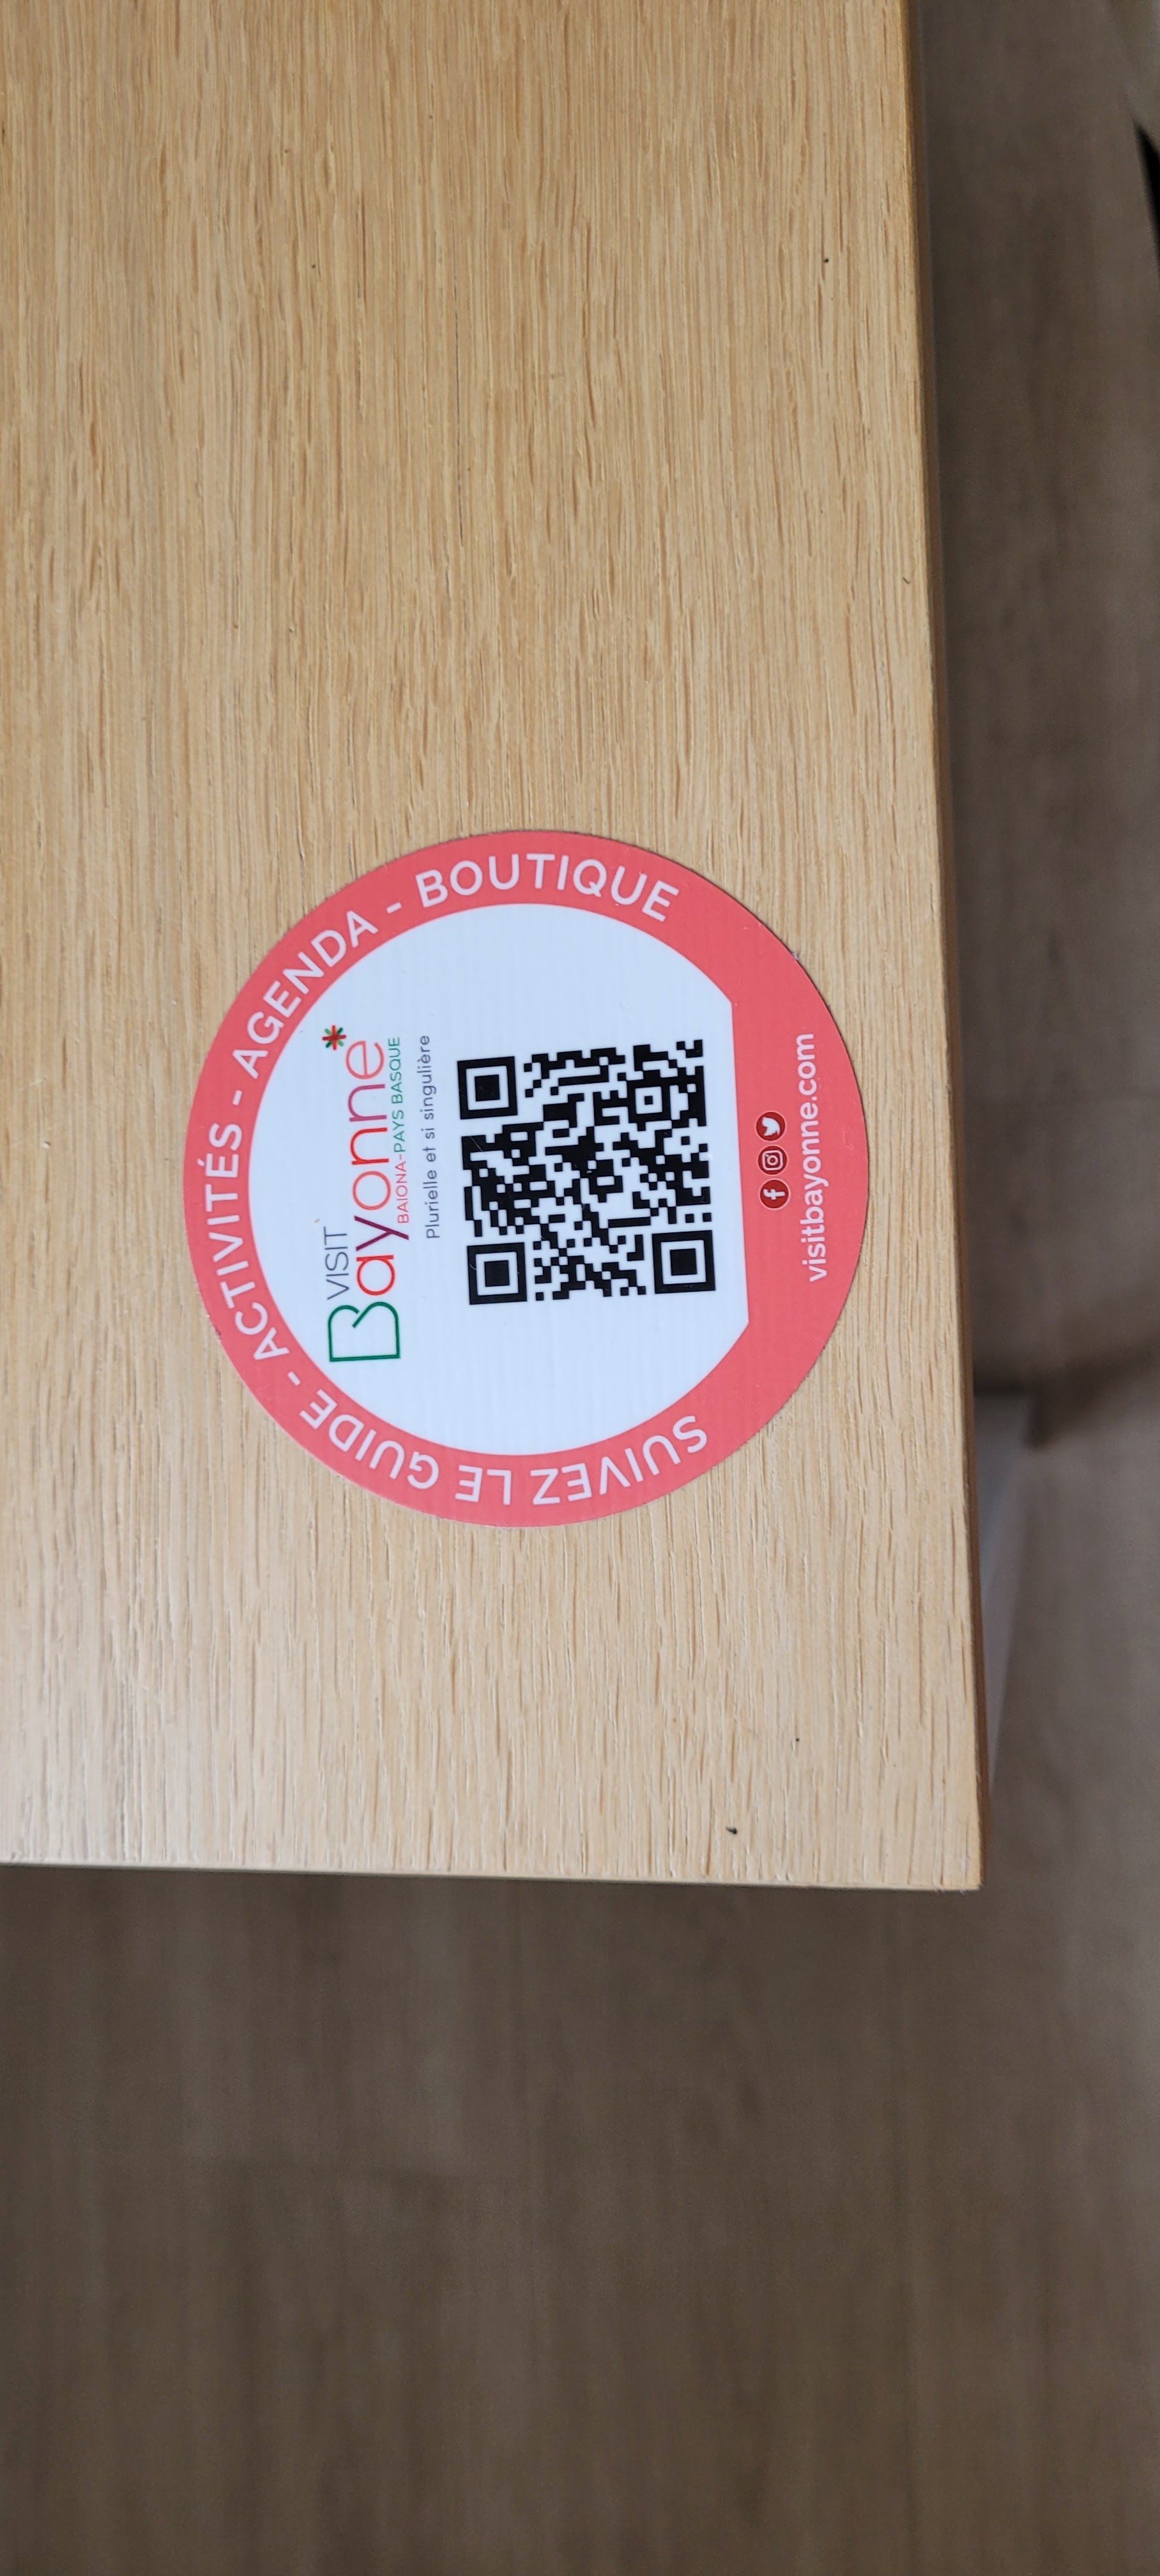 SUIVEZ LE GUIDE - ACTIVITÉS - AGENDA - BOUTIQUE
VISIT
Bayonne*
BAIONA-PAYS BASQUE
Plurielle et si singulière
visitbayonne.com